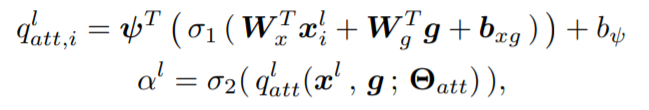 q^l_{att,i} = ψ^T ( σ_1 ( W_x^T x_i^l + W_g^T g + b_{xg} ) ) + b_ψ
α^l = σ_2( q^l_{att}( x^l , g ; Θ_{att} ) ),